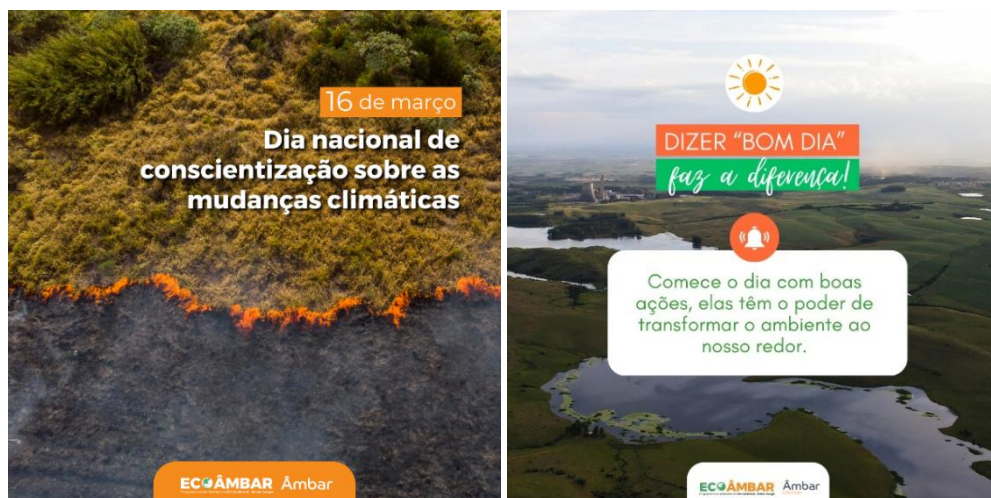 16 de março
Dia nacional de
conscientização sobre as
mudanças climáticas
ECOÂMBAR Âmbar
DIZER “BOM DIA”
faz a diferença!
Comece o dia com boas
ações, elas têm o poder de
transformar o ambiente ao
nosso redor.
ECOÂMBAR Âmbar